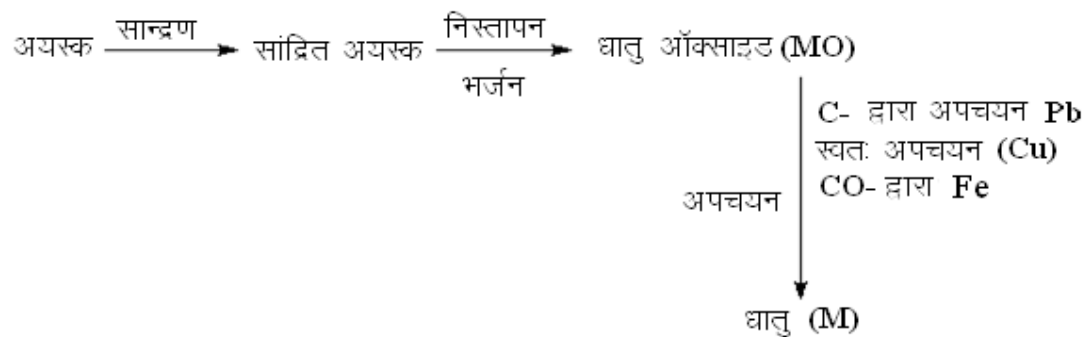 अयस्क सान्द्रण सांद्रित अयस्क निस्तापन धातु ऑक्साइड (MO)
भर्जन
C- द्वारा अपचयन Pb
स्वतः अपचयन (Cu)
CO- द्वारा Fe
अपचयन
धातु (M)